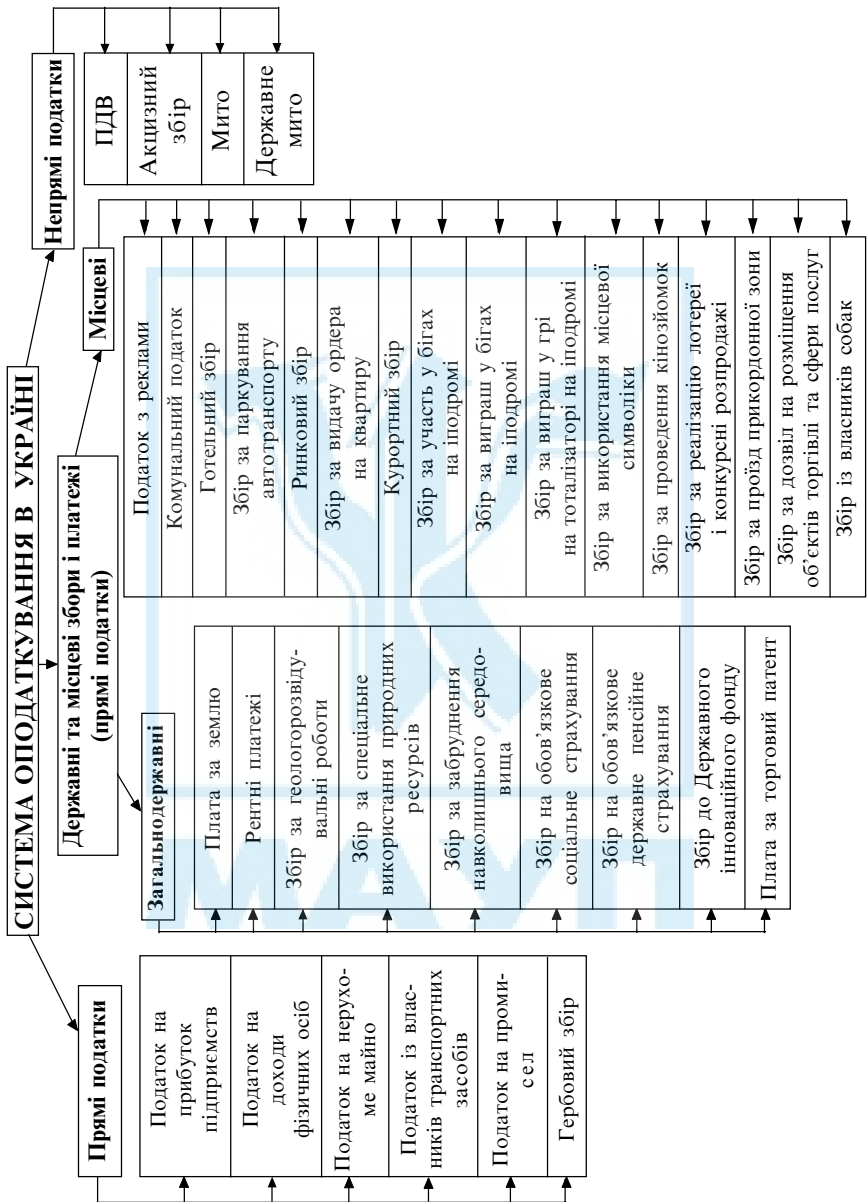 СИСТЕМА ОПОДАТКУВАННЯ В УКРАЇНІ
Прямі податки
Податок на
прибуток
підприємств
Податок на
доходи
фізичних осіб
Податок на нерухо-
ме майно
Податок із влас-
ників транспортних
засобів
Податок на проми-
сел
Гербовий збір
Державні та місцеві збори і платежі
(прямі податки)
Загальнодержавні
Плата за землю
Рентні платежі
Збір за геологорозвіду-
вальні роботи
Збір за спеціальне
використання природних
ресурсів
Збір за забруднення
навколишнього середо-
вища
Збір на обов’язкове
соціальне страхування
Збір на обов’язкове
державне пенсійне
страхування
Збір до Державного
інноваційного фонду
Плата за торговий патент
Місцеві
Податок з реклами
Комунальний податок
Готельний збір
Збір за паркування
автотранспорту
Ринковий збір
Збір за видачу ордера
на квартиру
Курортний збір
Збір за участь у бігах
на іподромі
Збір за виграш у бігах
на іподромі
Збір за виграш у грі
на тоталізаторі на іподромі
Збір за використання місцевої
символіки
Збір за проведення кінозйомок
Збір за реалізацію лотереї
і конкурсні розпродажі
Збір за проїзд прикордонної зони
Збір за дозвіл на розміщення
об’єктів торгівлі та сфери послуг
Збір із власників собак
Непрямі податки
ПДВ
Акцизний
збір
Мито
Державне
мито
МАУП